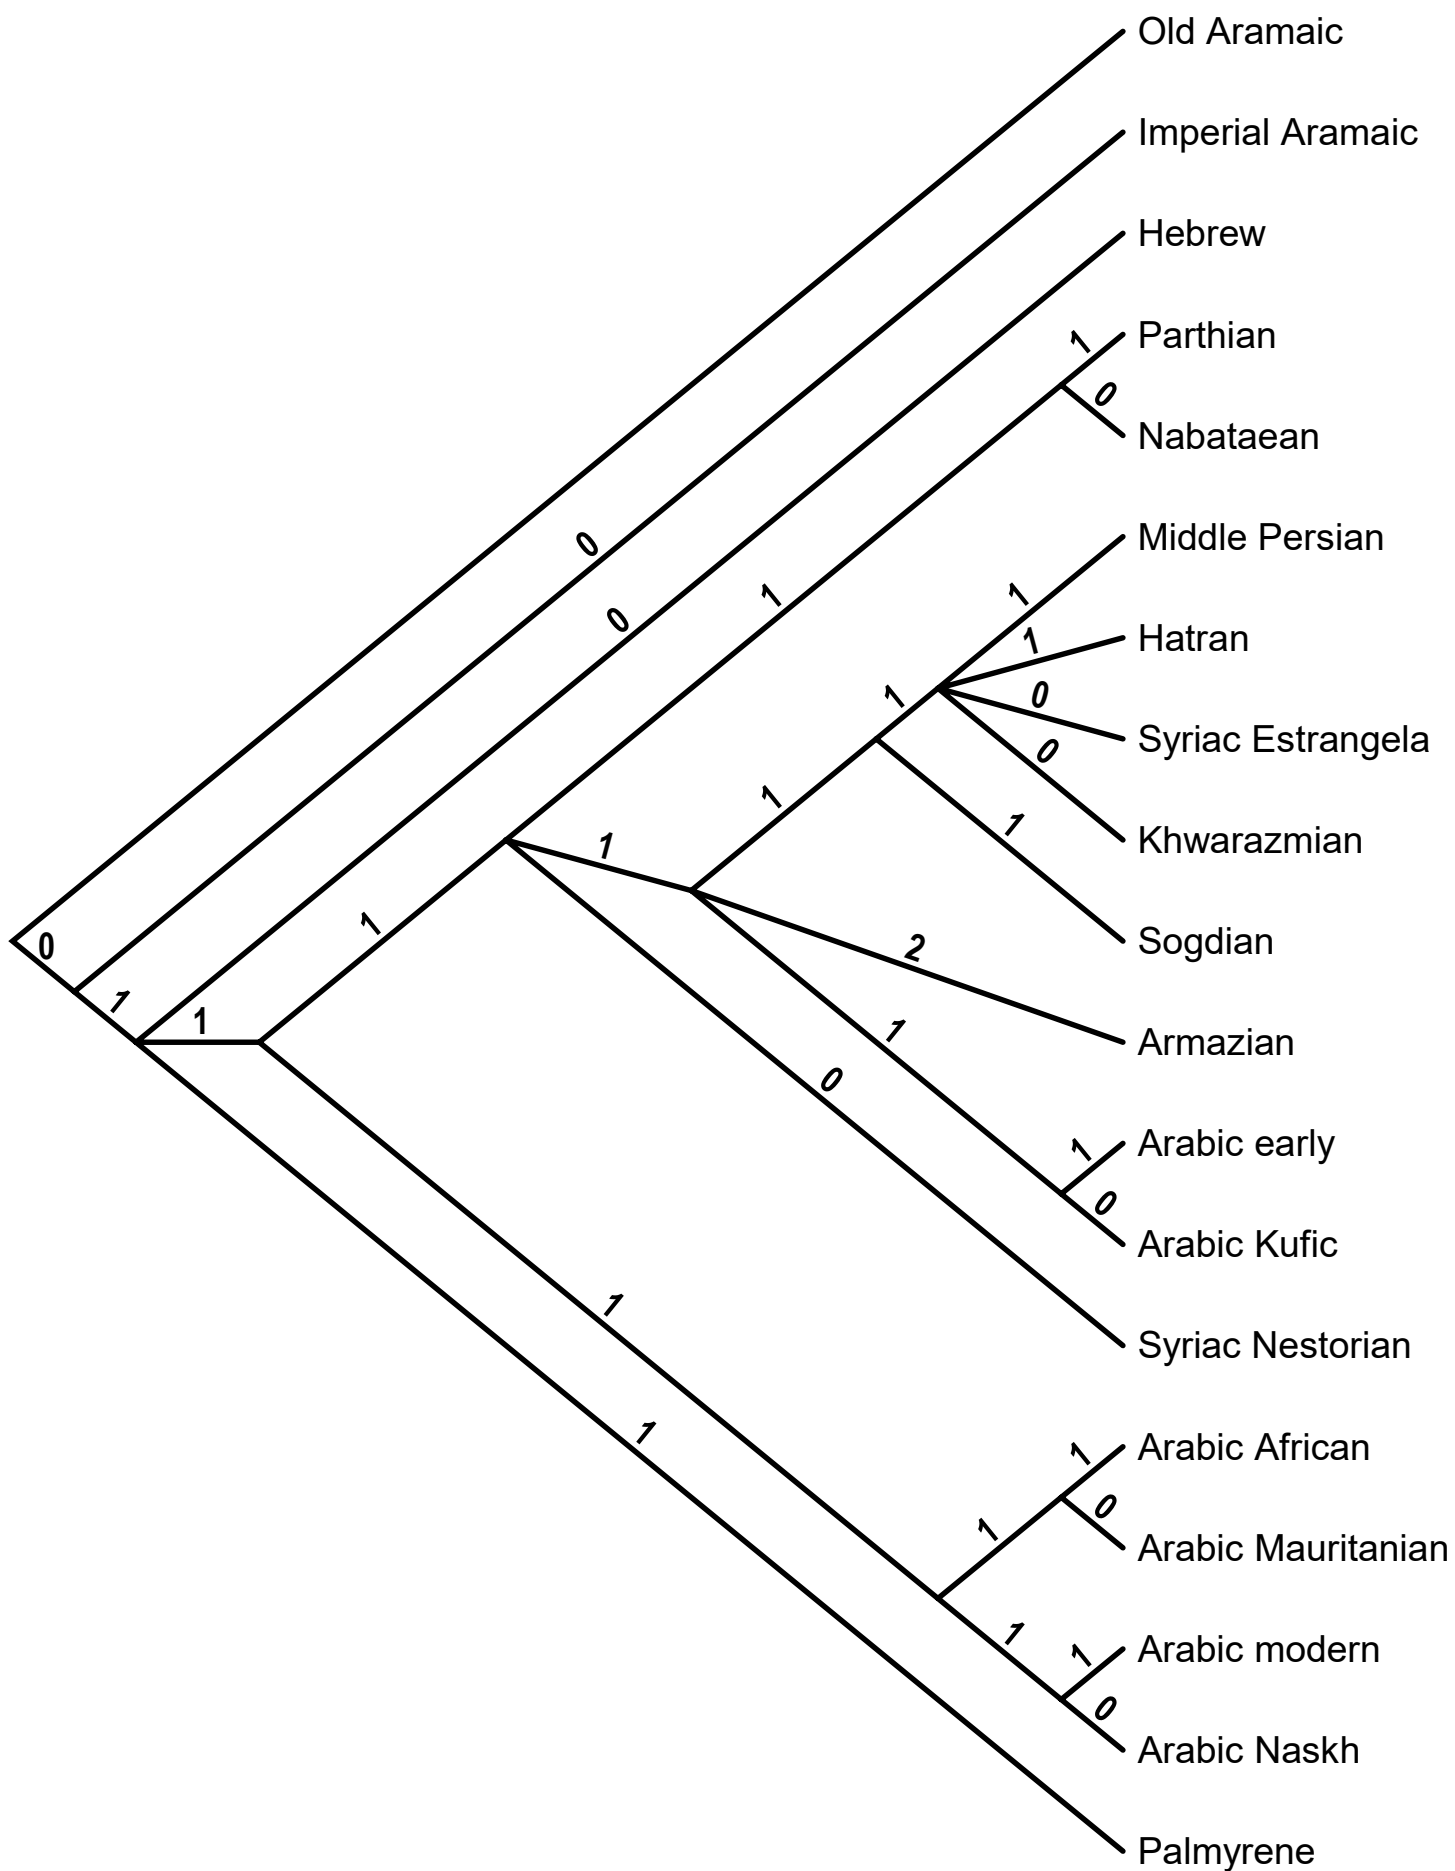 Old Aramaic
Imperial Aramaic
Hebrew
1 Parthian
0
Nabataean
0
Middle Persian
1
1
0
1
Hatran
1
0
Syriac Estrangela
0
1
1
Khwarazmian
1
1
0
2
Sogdian
1
1
1
Armazian
0
1
Arabic early
0
Arabic Kufic
1
Syriac Nestorian
1
1
Arabic African
0
1
Arabic Mauritanian
1
1
Arabic modern
0
Arabic Naskh
Palmyrene